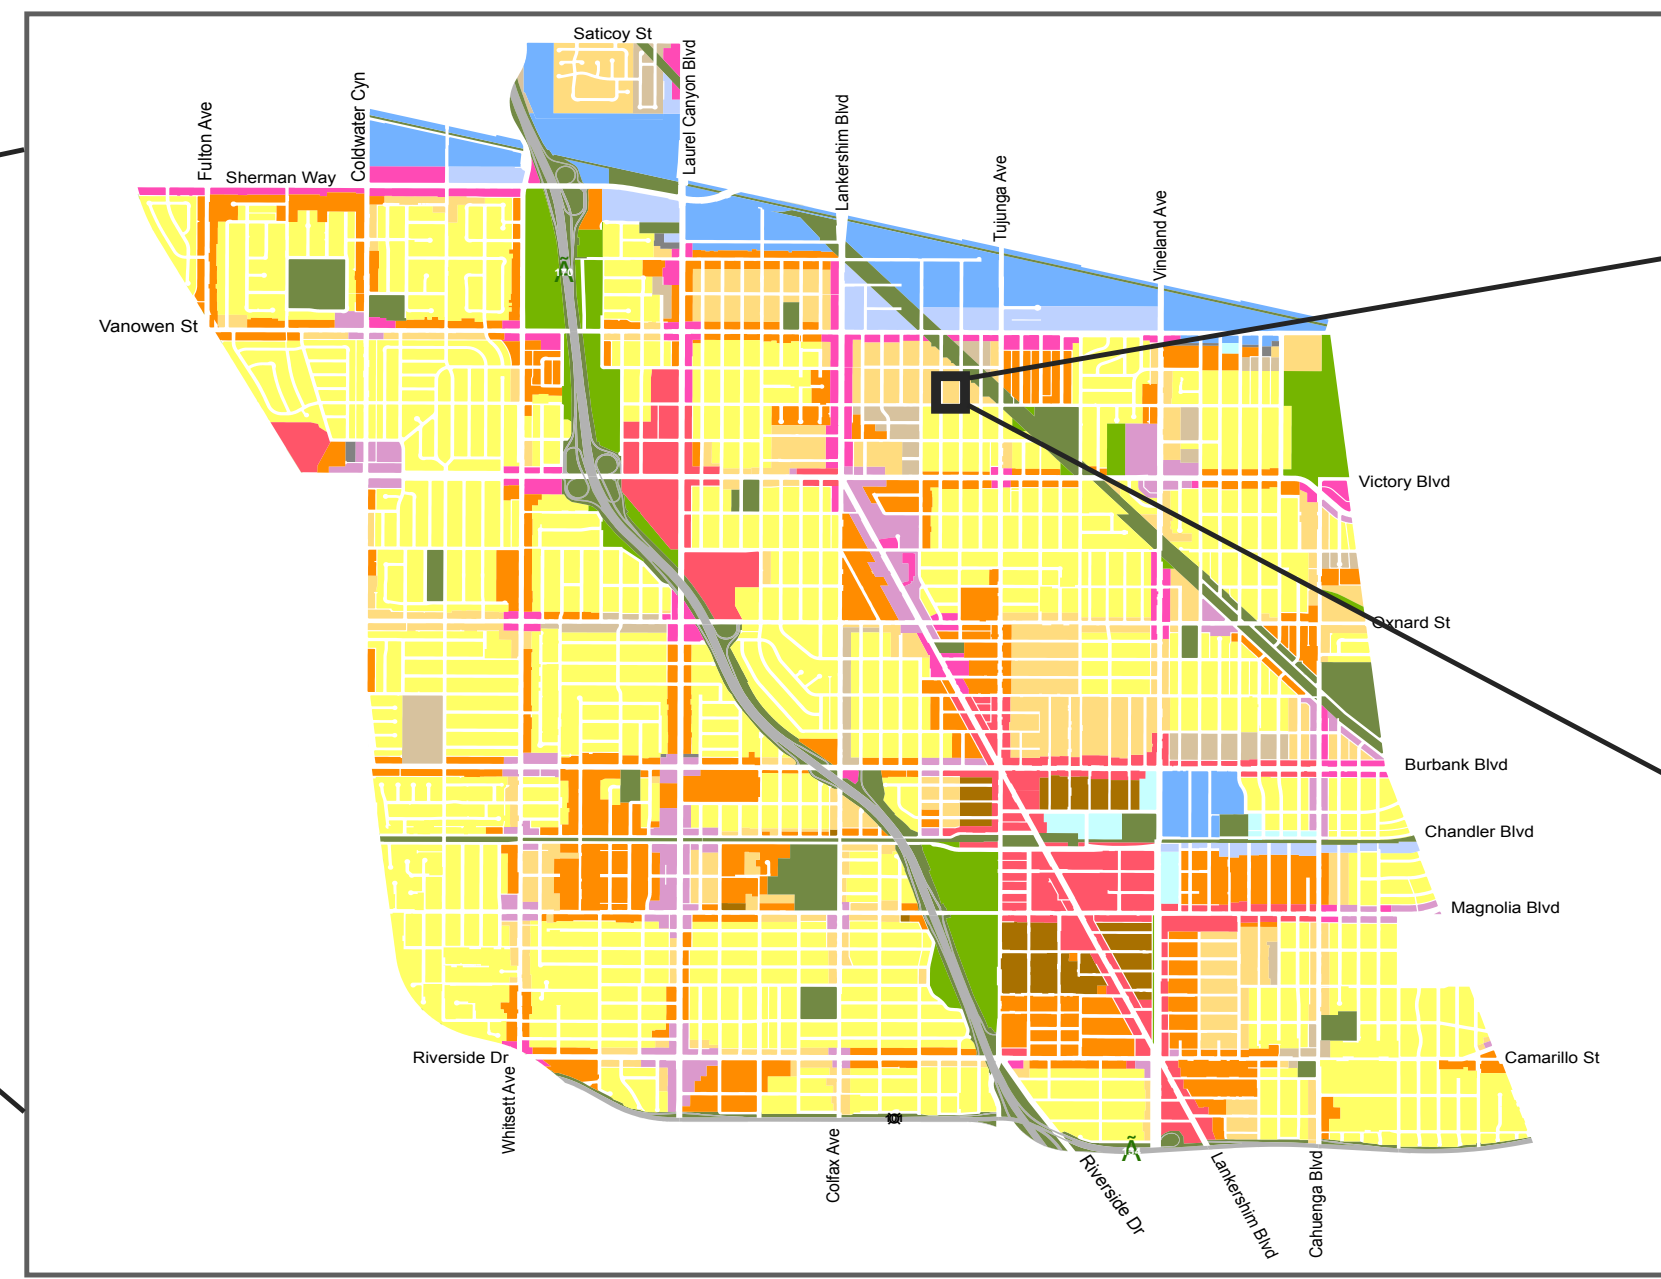 Saticoy St
Laurel Canyon Blvd
Coldwater Cyn
Fulton Ave
Lankershim Blvd
Sherman Way
Tujunga Ave
Vineland Ave
170
Vanowen St
Victory Blvd
Oxnard St
Burbank Blvd
Chandler Blvd
Magnolia Blvd
Riverside Dr
Camarillo St
Whitsett Ave
101
134
Colfax Ave
Riverside Dr
Lankershim Blvd
Cahuenga Blvd